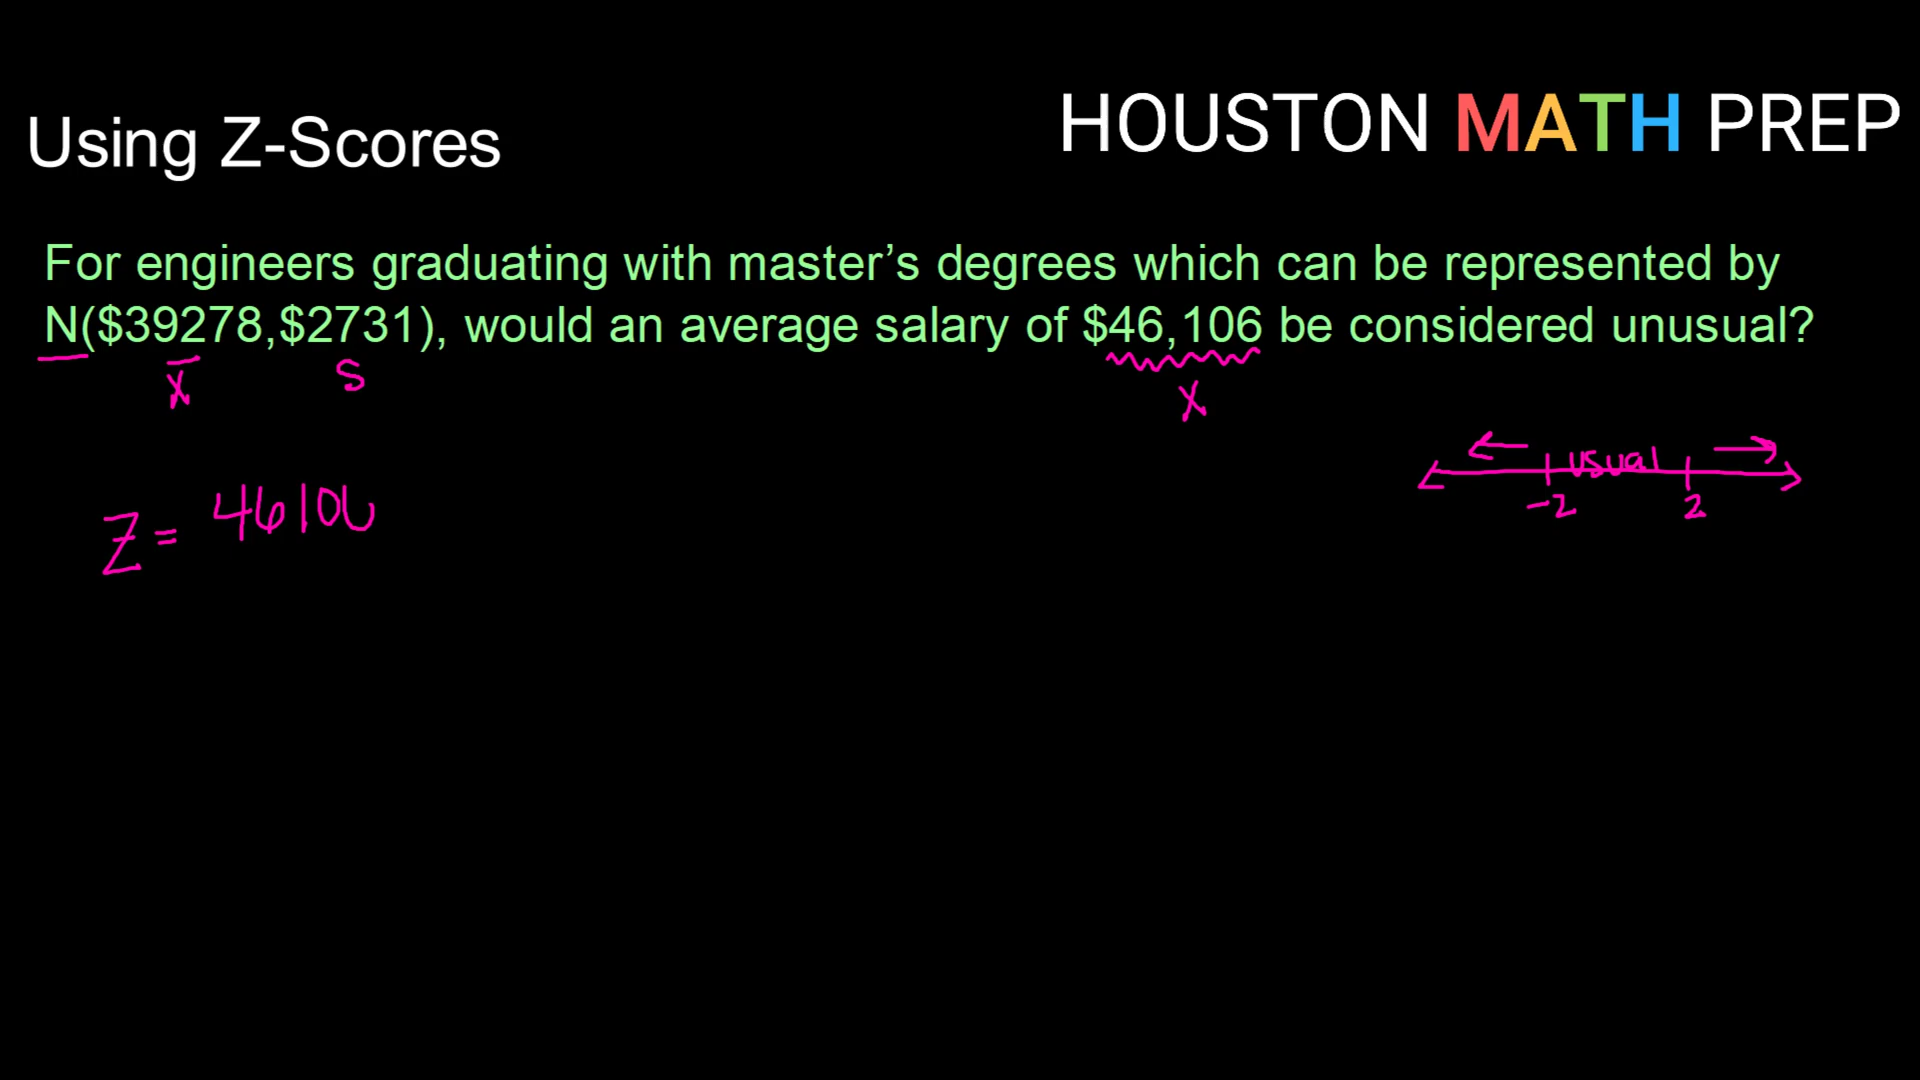 HOUSTON MATH PREP
Using Z-Scores
For engineers graduating with master’s degrees which can be represented by
N($39278,$2731), would an average salary of $46,106 be considered unusual?
x̄ s x
usual
-2 2
Z = 46106